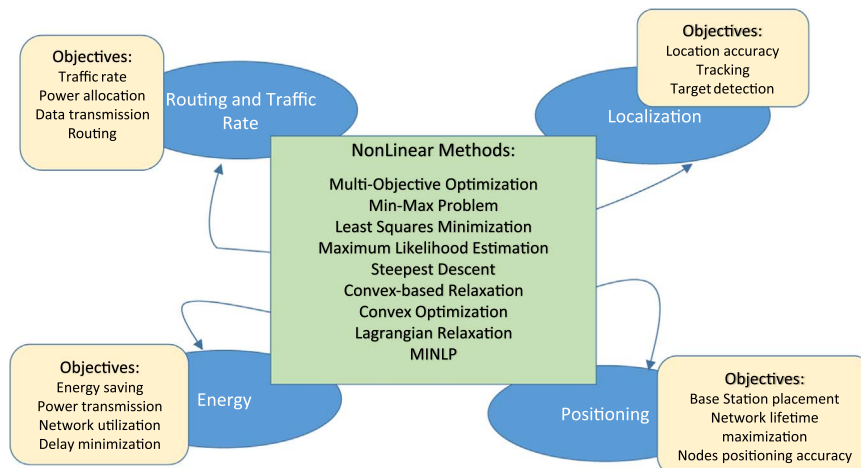 Objectives:
Traffic rate
Power allocation
Data transmission
Routing
Routing and Traffic
Rate
Objectives:
Location accuracy
Tracking
Target detection
Localization
NonLinear Methods:
Multi-Objective Optimization
Min-Max Problem
Least Squares Minimization
Maximum Likelihood Estimation
Steepest Descent
Convex-based Relaxation
Convex Optimization
Lagrangian Relaxation
MINLP
Objectives:
Energy saving
Power transmission
Network utilization
Delay minimization
Energy
Positioning
Objectives:
Base Station placement
Network lifetime
maximization
Nodes positioning accuracy